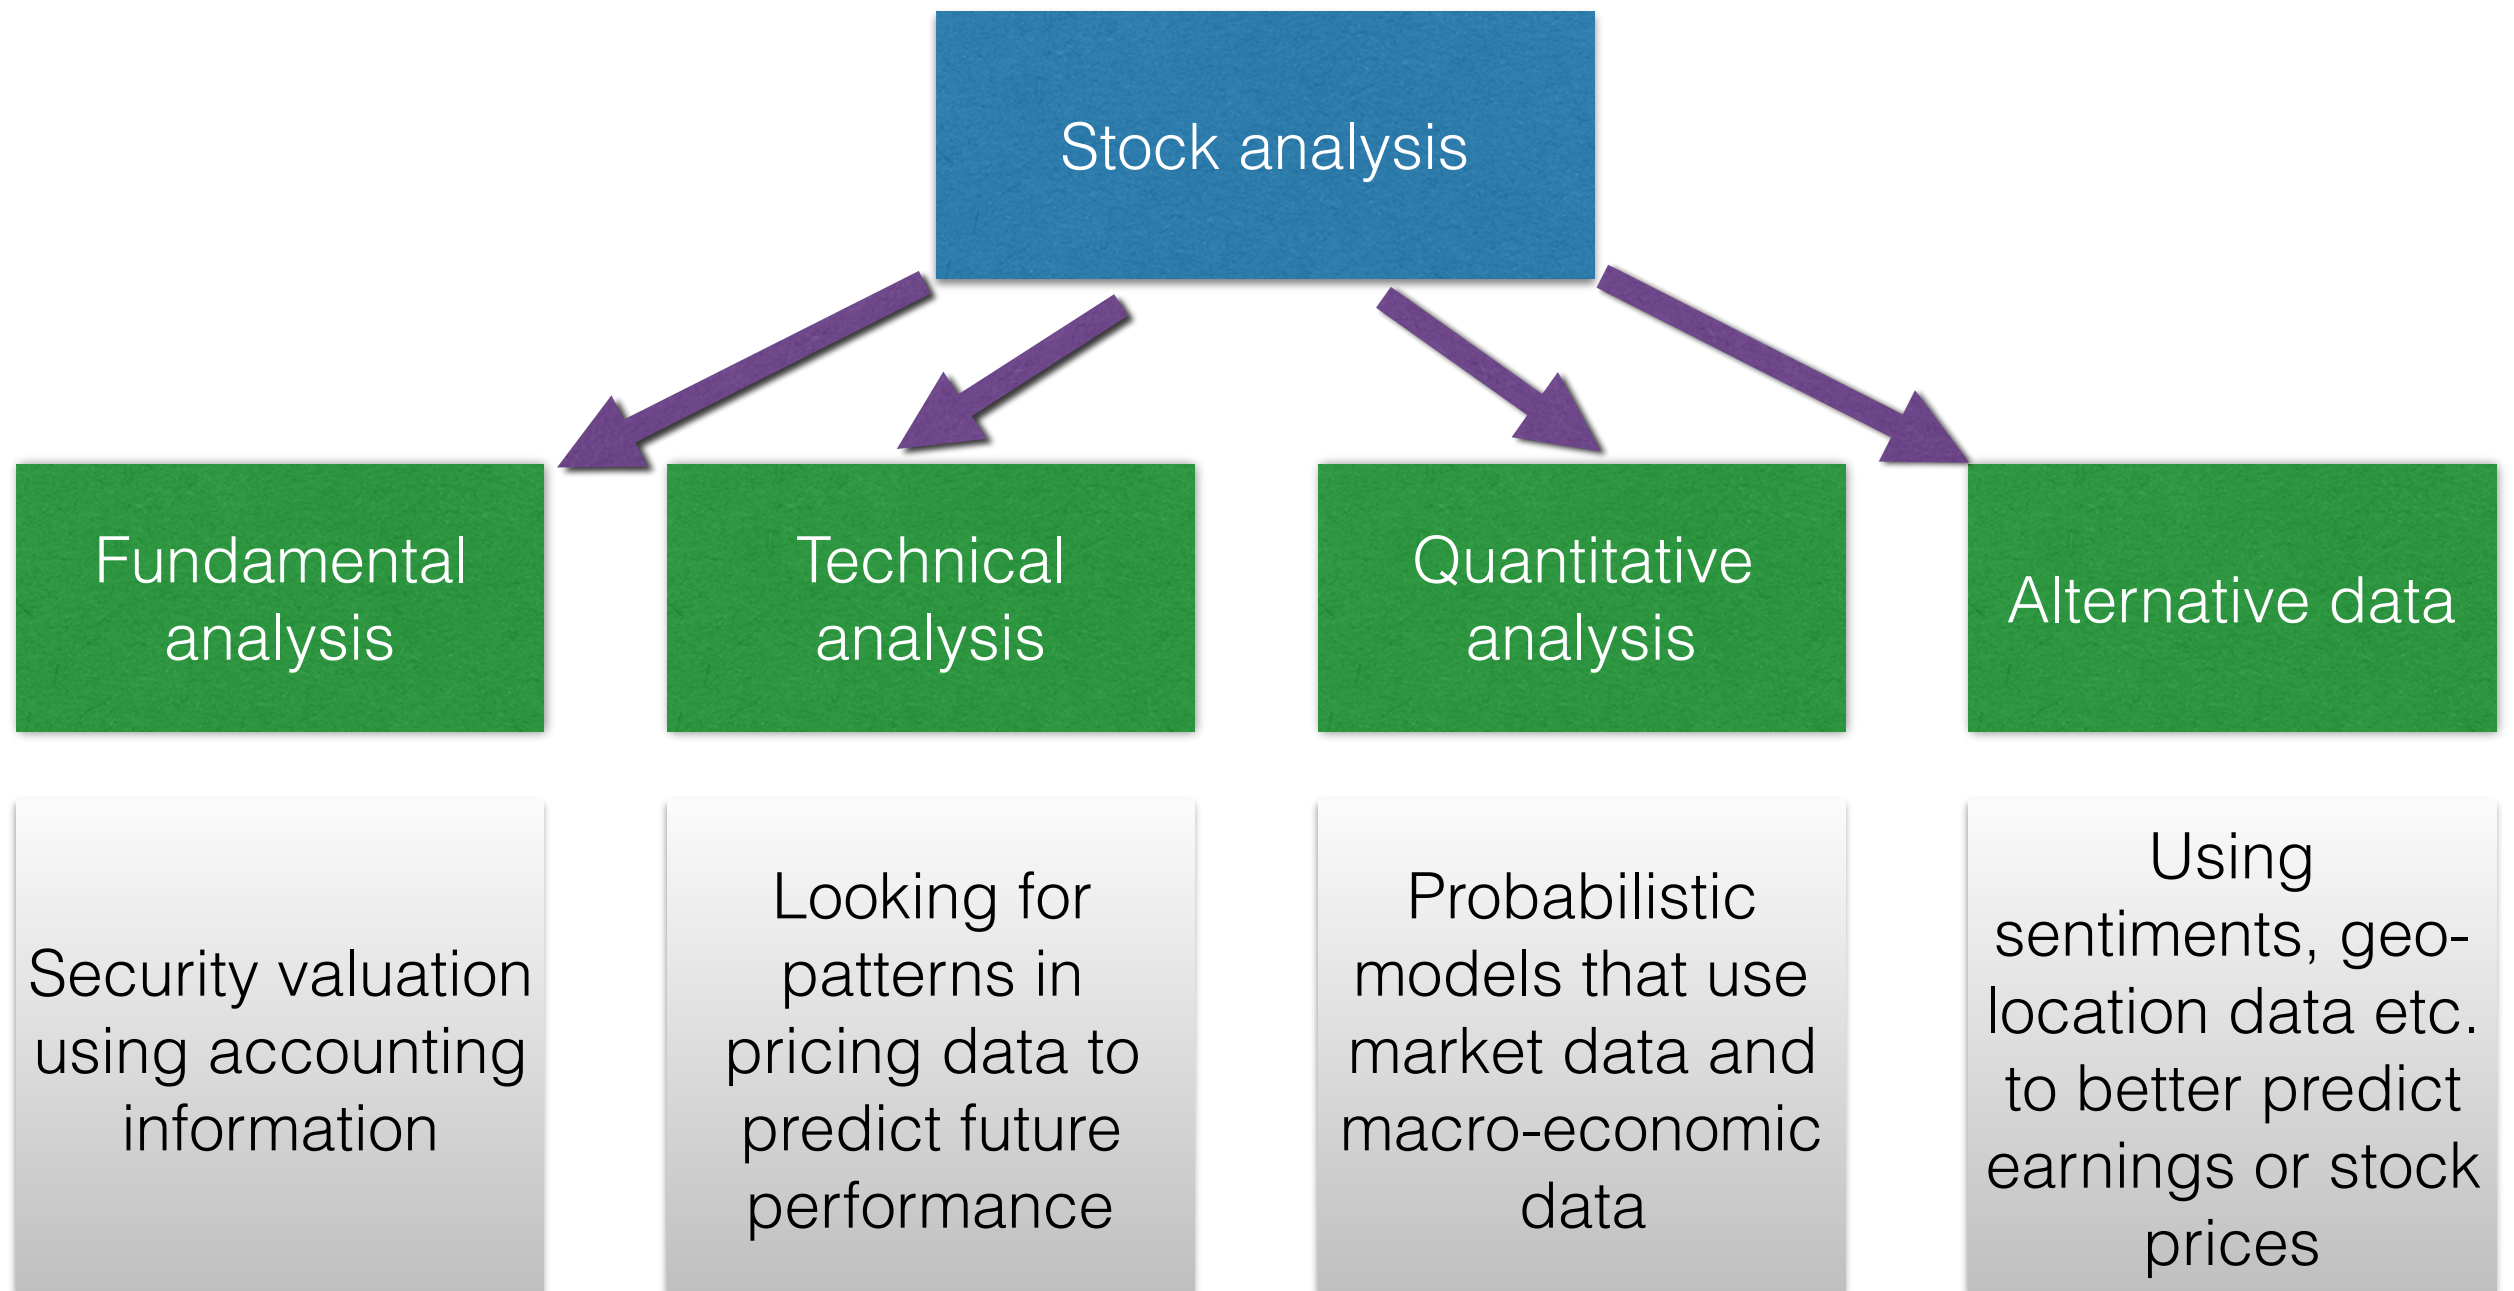 Stock analysis
Fundamental
analysis
Technical
analysis
Quantitative
analysis
Alternative data
Security valuation
using accounting
information
Looking for
patterns in
pricing data to
predict future
performance
Probabilistic
models that use
market data and
macro-economic
data
Using
sentiments, geo-
location data etc.
to better predict
earnings or stock
prices